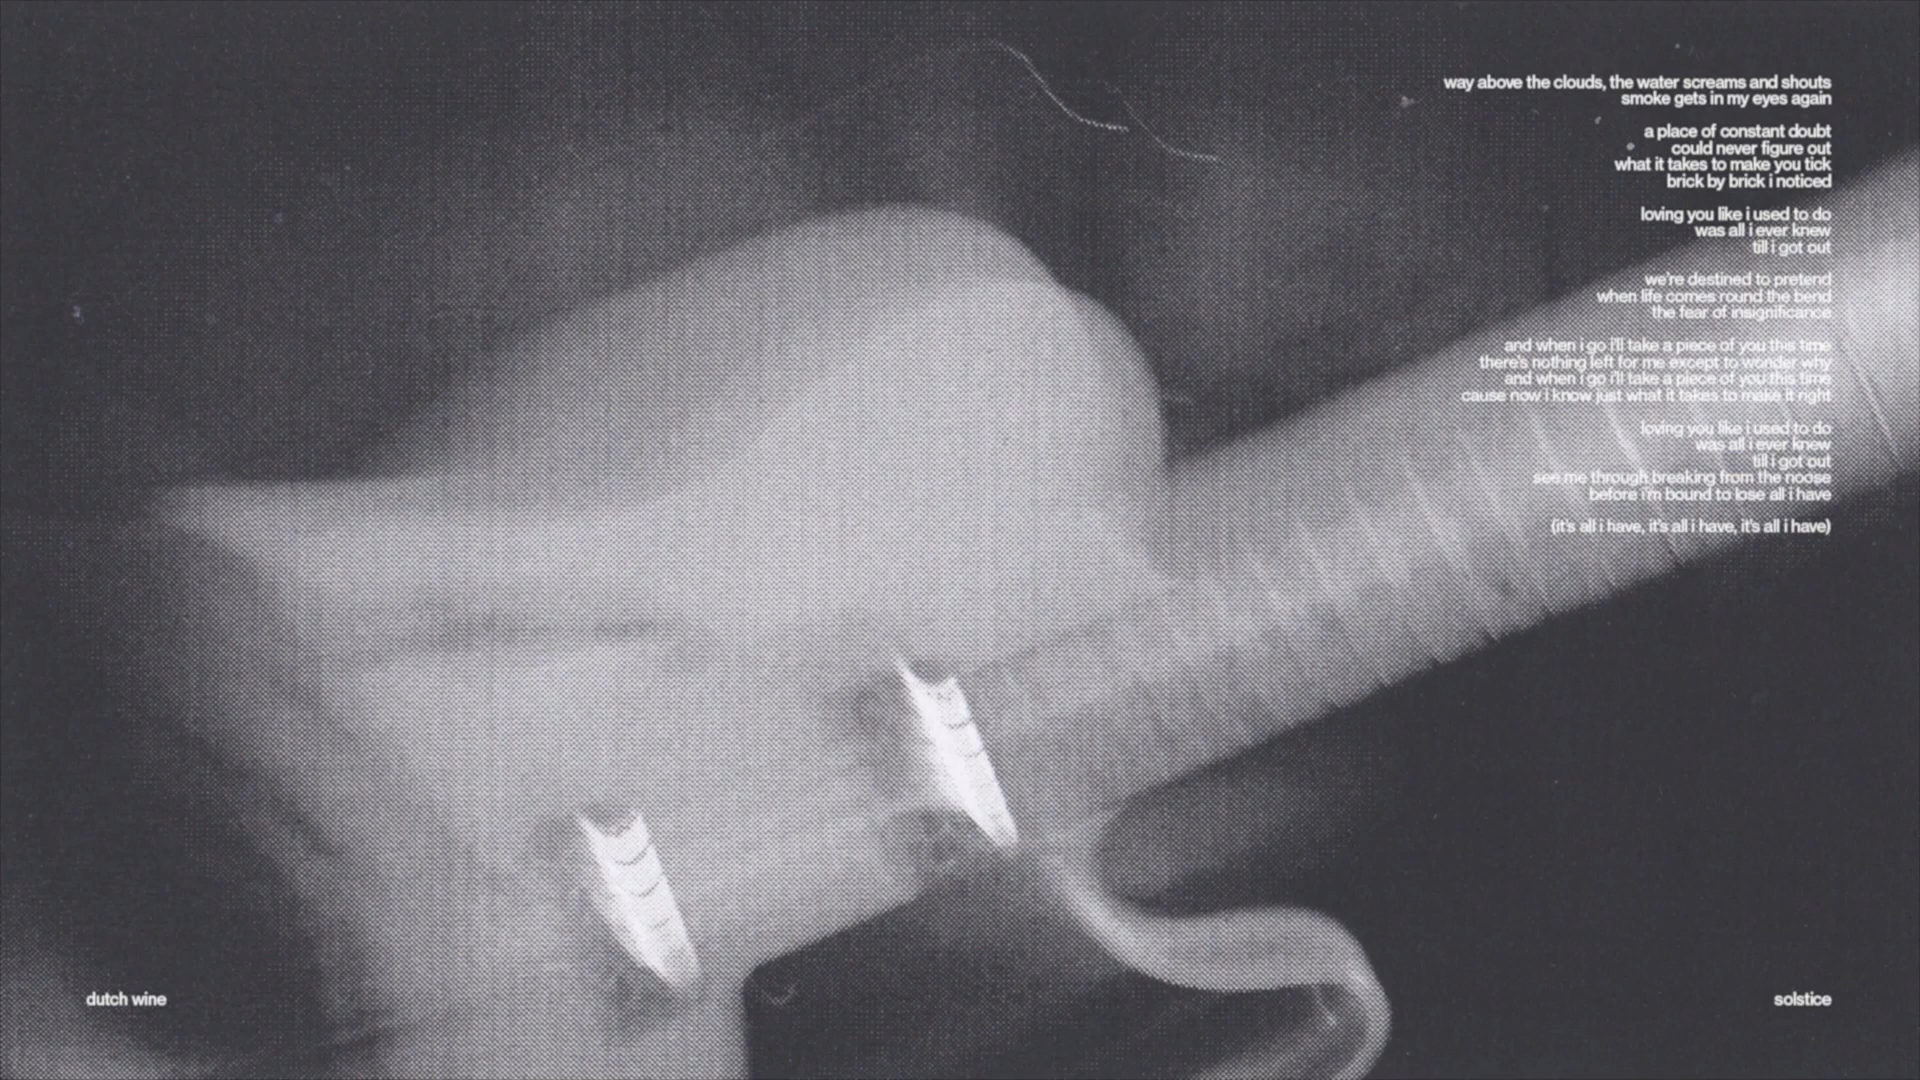 way above the clouds, the water screams and shouts
smoke gets in my eyes again
a place of constant doubt
could never figure out
what it takes to make you tick
brick by brick i noticed
loving you like i used to do
was all i ever knew
till i got out
we're destined to pretend
when life comes round the bend
the fear of insignificance
and when i go i'll take a piece of you this time
there's nothing left for me except to wonder why
and when i go i'll take a piece of you this time
cause now i know just what it takes to make it right
loving you like i used to do
was all i ever knew
till i got out
see me through breaking from the noose
before i'm bound to lose all i have
(it's all i have, it's all i have, it's all i have)
dutch wine
solstice